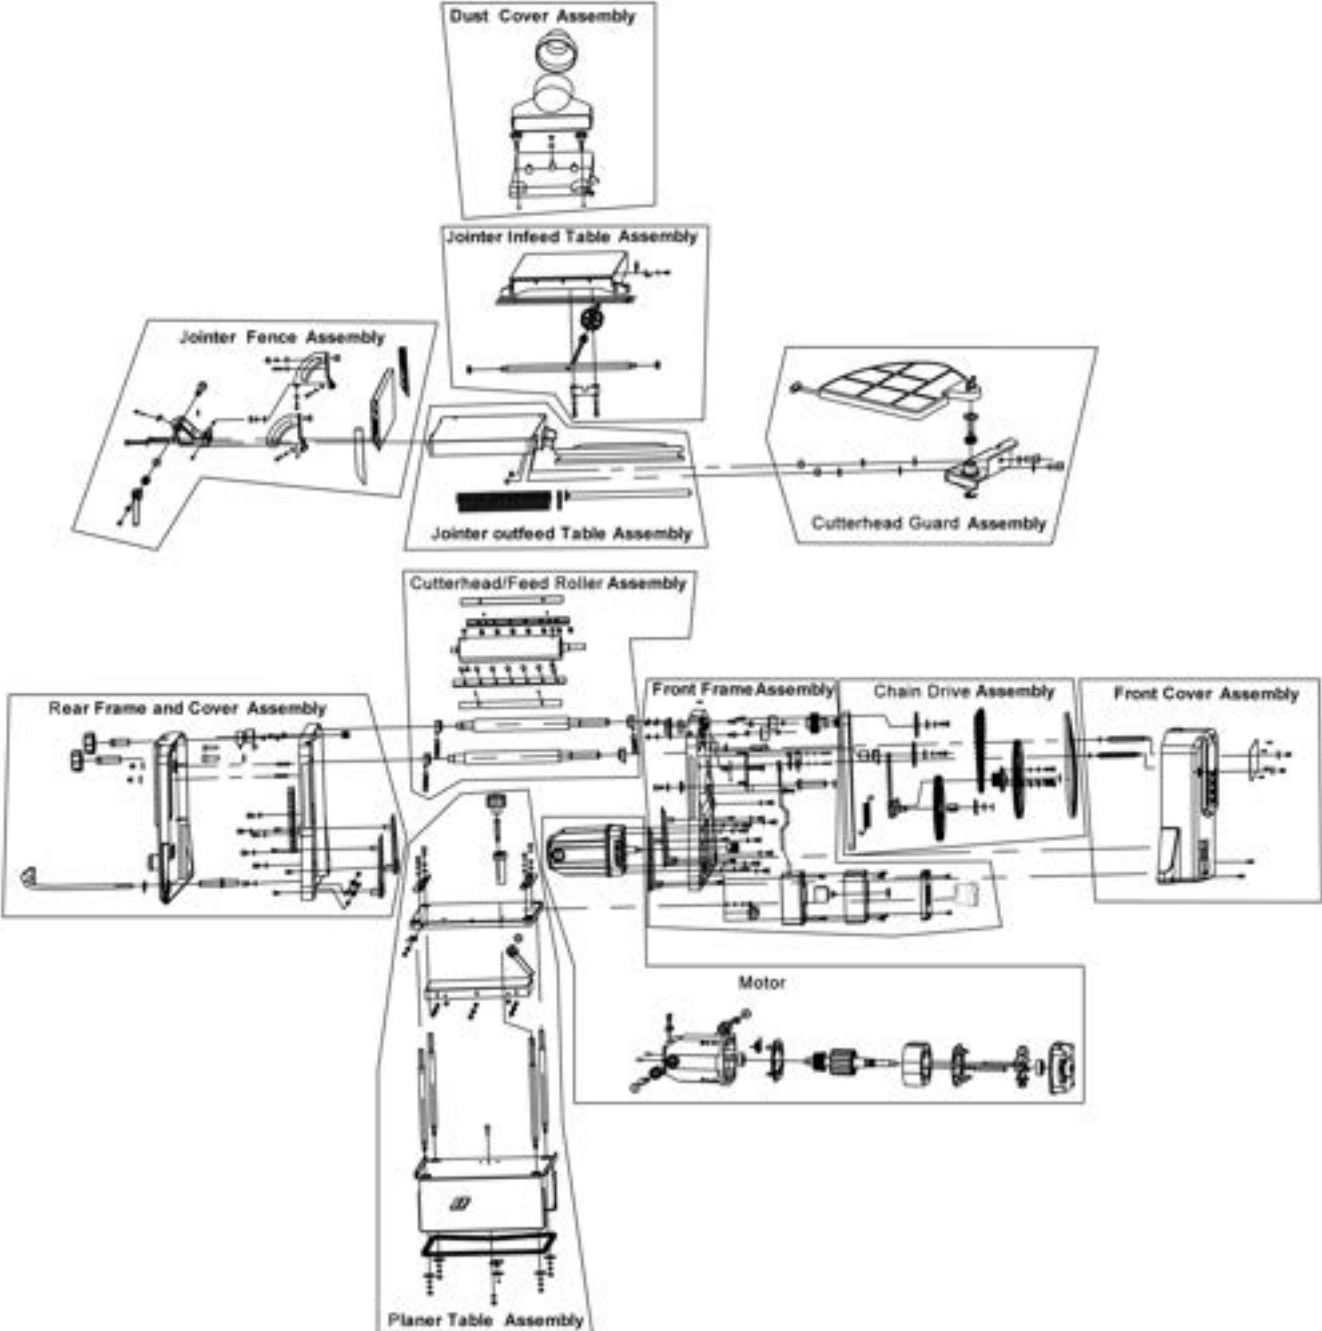 Dust Cover Assembly
Jointer Infeed Table Assembly
Jointer Fence Assembly
Cutterhead Guard Assembly
Jointer outfeed Table Assembly
Cutterhead/Feed Roller Assembly
Rear Frame and Cover Assembly
Front Frame Assembly
Chain Drive Assembly
Front Cover Assembly
Motor
Planer Table Assembly